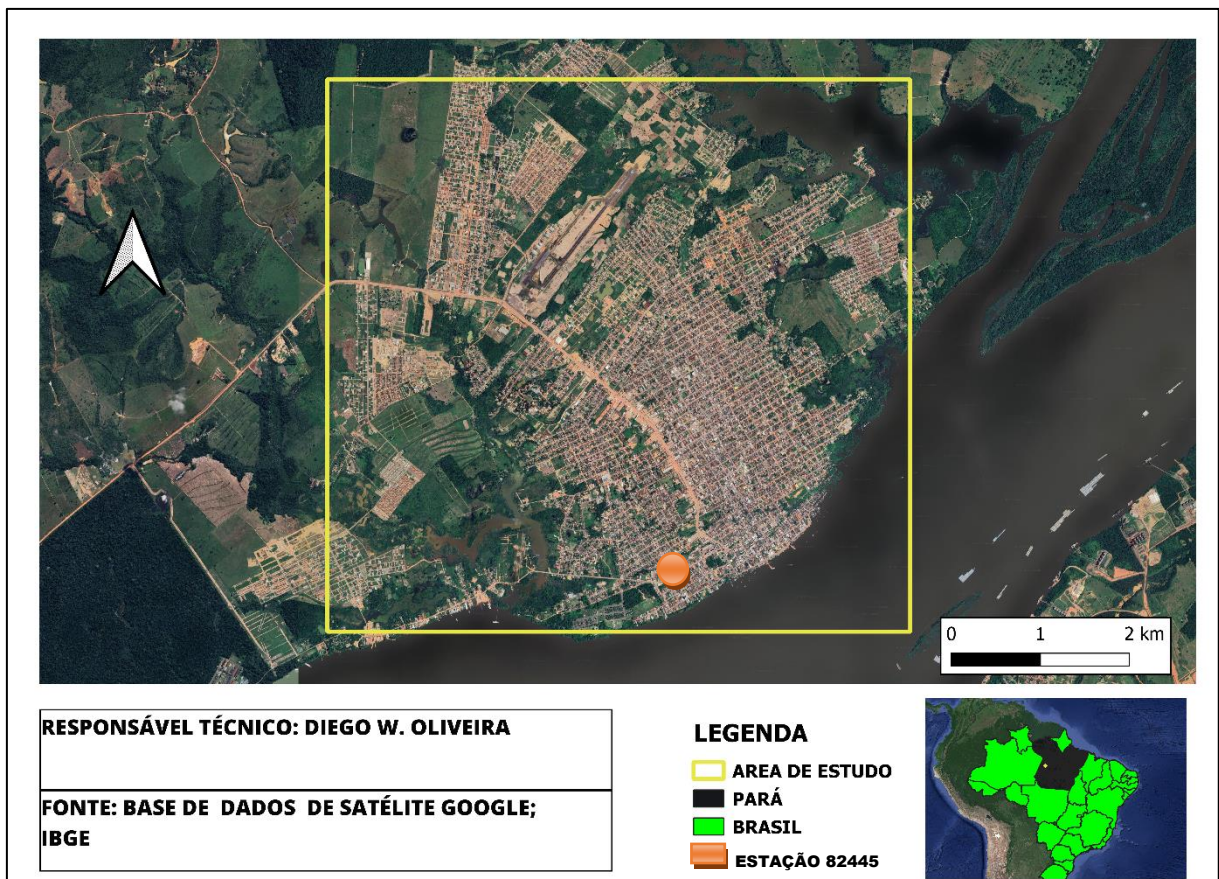 0 1 2 km
RESPONSÁVEL TÉCNICO: DIEGO W. OLIVEIRA
FONTE: BASE DE DADOS DE SATÉLITE GOOGLE;
IBGE
LEGENDA
AREA DE ESTUDO
PARÁ
BRASIL
ESTAÇÃO 82445